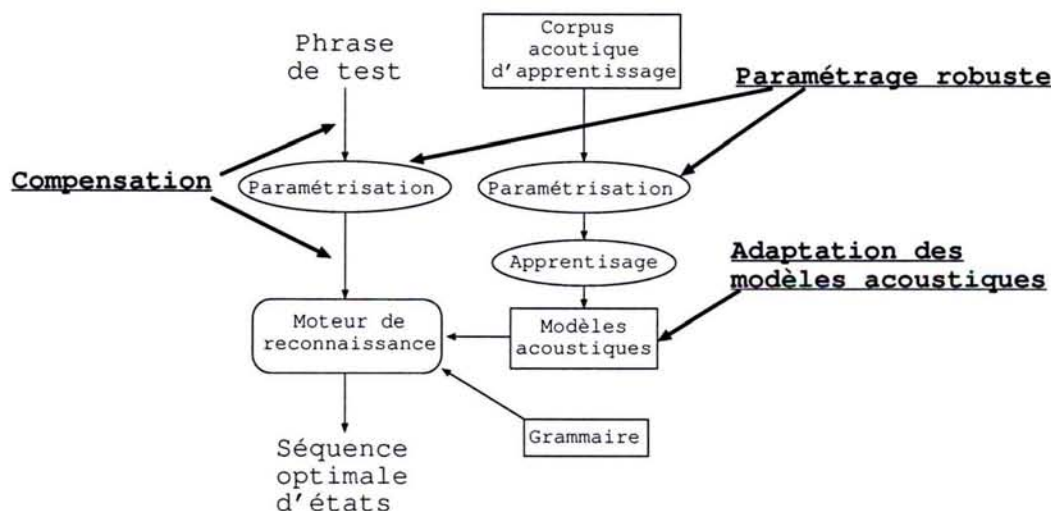 Phrase
de test
Corpus
acoutique
d'apprentissage
Paramétrage robuste
Compensation
Paramétrisation
Paramétrisation
Apprentisage
Adaptation des
modèles acoustiques
Moteur de
reconnaissance
Modèles
acoustiques
Grammaire
Séquence
optimale
d'états